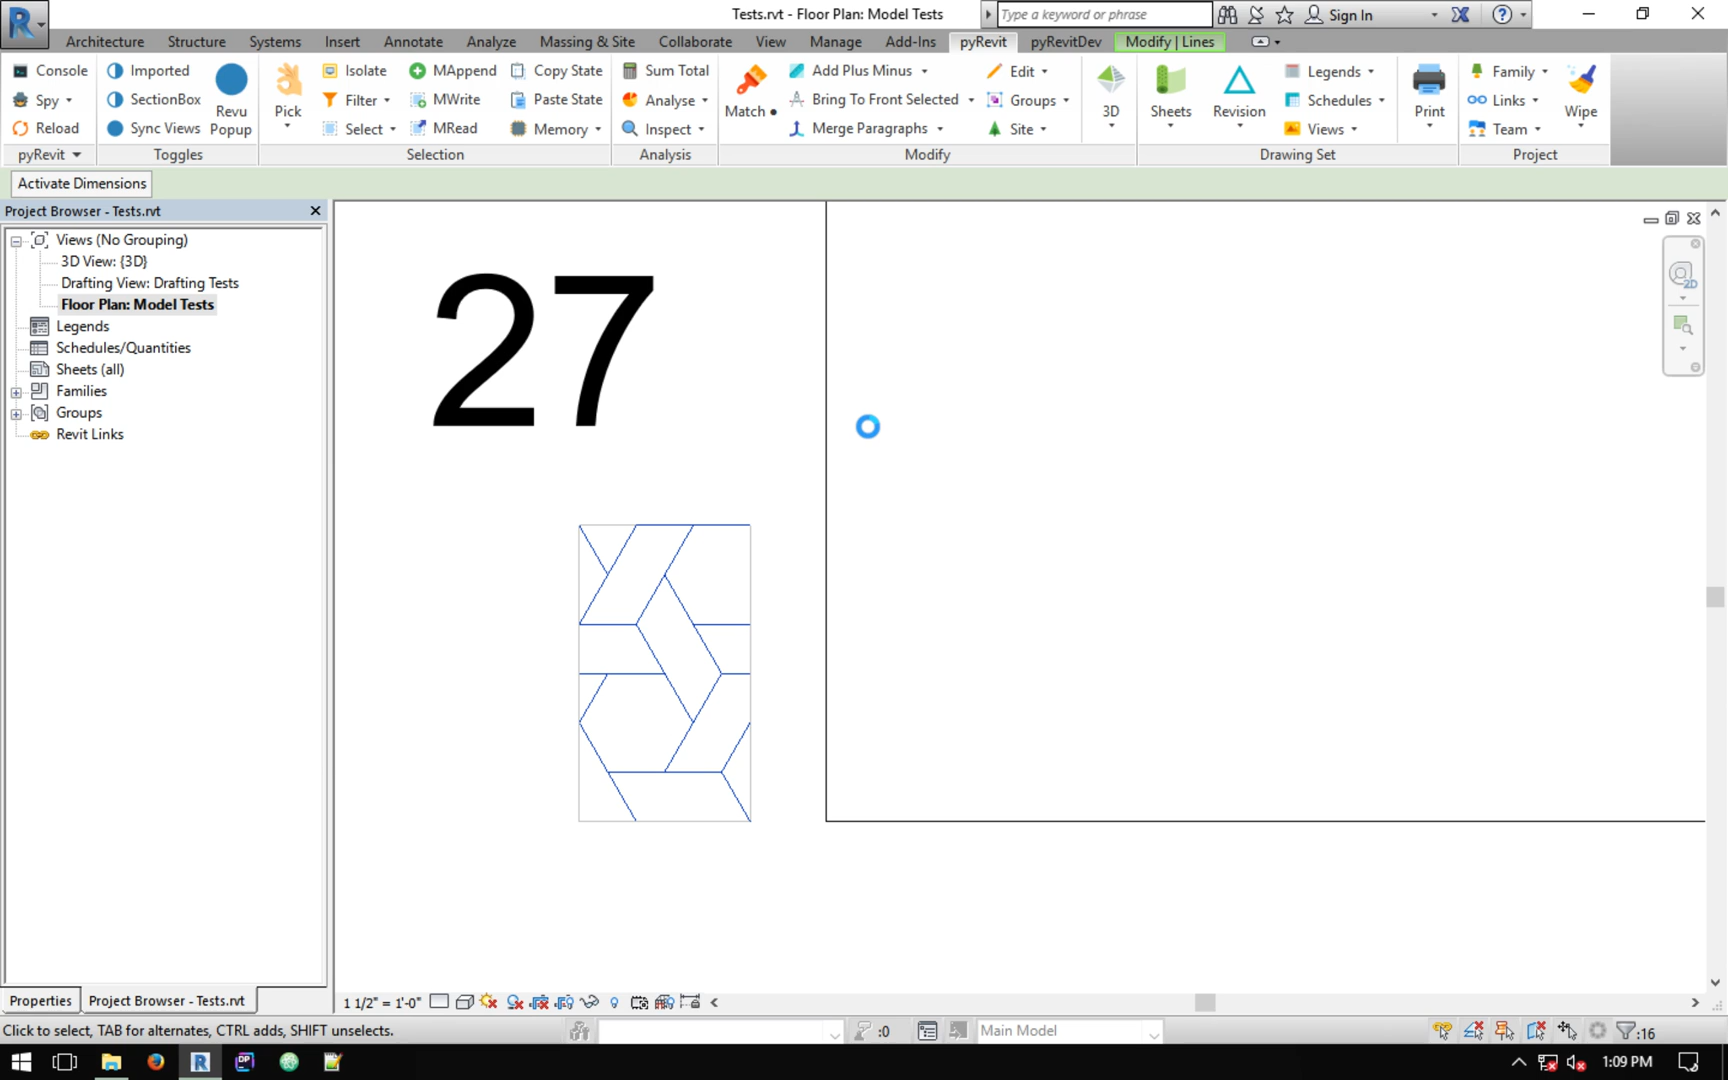 Tests.rvt - Floor Plan: Model Tests
Type a keyword or phrase
Sign In
Architecture Structure Systems Insert Annotate Analyze Massing & Site Collaborate View Manage Add-Ins pyRevit pyRevitDev Modify | Lines
Console Imported Isolate MAppend Copy State Sum Total Add Plus Minus Edit Legends Family
Spy SectionBox Revu Pick Filter MWrite Paste State Analyse Match Bring To Front Selected Groups 3D Sheets Revision Schedules Print Links Wipe
Reload Sync Views Popup Select MRead Memory Inspect Merge Paragraphs Site Views Team
pyRevit Toggles Selection Analysis Modify Drawing Set Project
Activate Dimensions
Project Browser - Tests.rvt
Views (No Grouping)
3D View: {3D}
Drafting View: Drafting Tests
Floor Plan: Model Tests
Legends
Schedules/Quantities
Sheets (all)
Families
Groups
Revit Links
27
2D
Properties Project Browser - Tests.rvt
1 1/2" = 1'-0"
Click to select, TAB for alternates, CTRL adds, SHIFT unselects.
:0
Main Model
:16
1:09 PM